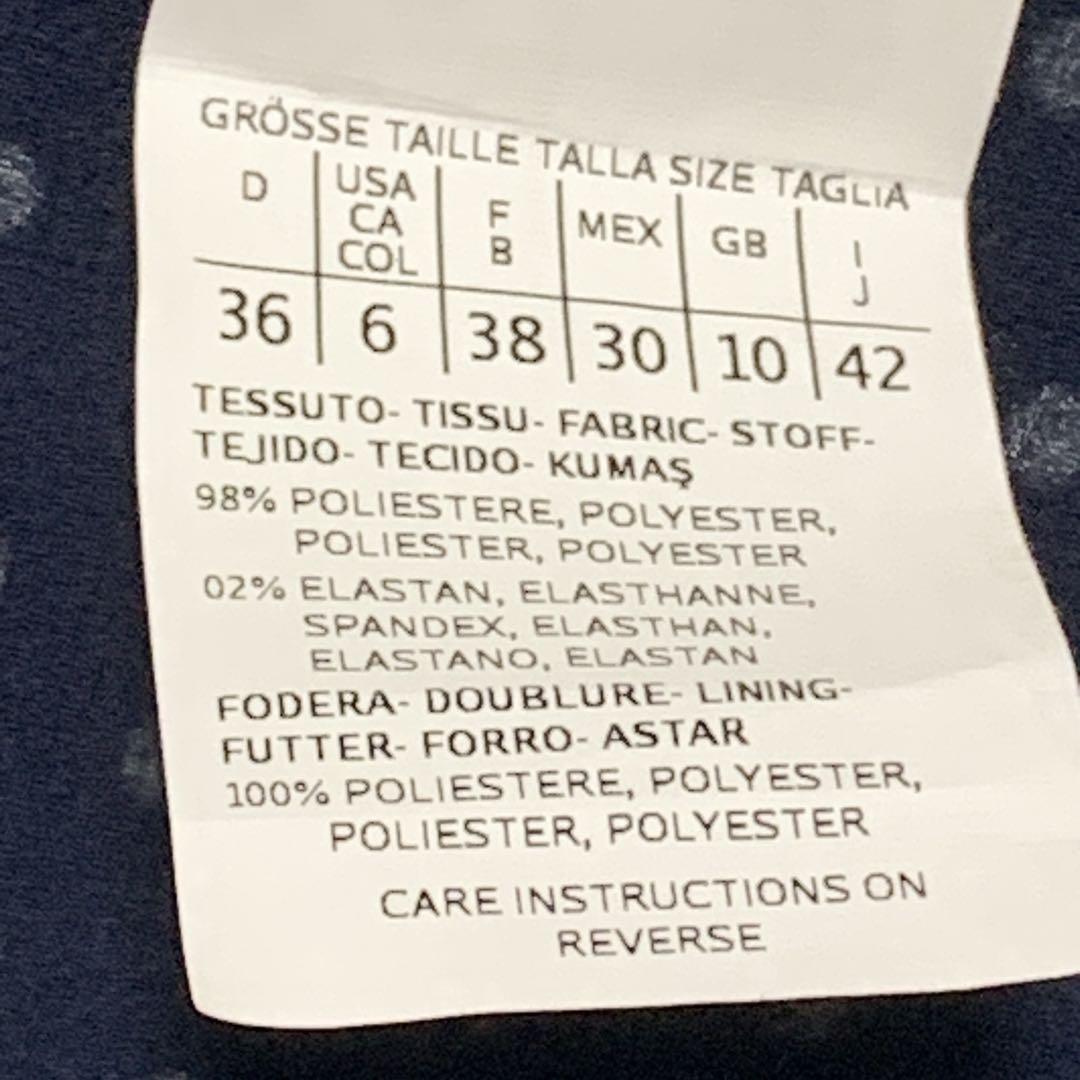 GRÖSSE TAILLE TALLA SIZE TAGLIA
D USA CA COL F B MEX GB I J
36 6 38 30 10 42
TESSUTO- TISSU- FABRIC- STOFF-
TEJIDO- TECIDO- KUMAŞ
98% POLIESTERE, POLYESTER,
POLIESTER, POLYESTER
02% ELASTAN, ELASTHANNE,
SPANDEX, ELASTHAN,
ELASTANO, ELASTAN
FODERA- DOUBLURE- LINING-
FUTTER- FORRO- ASTAR
100% POLIESTERE, POLYESTER,
POLIESTER, POLYESTER
CARE INSTRUCTIONS ON
REVERSE